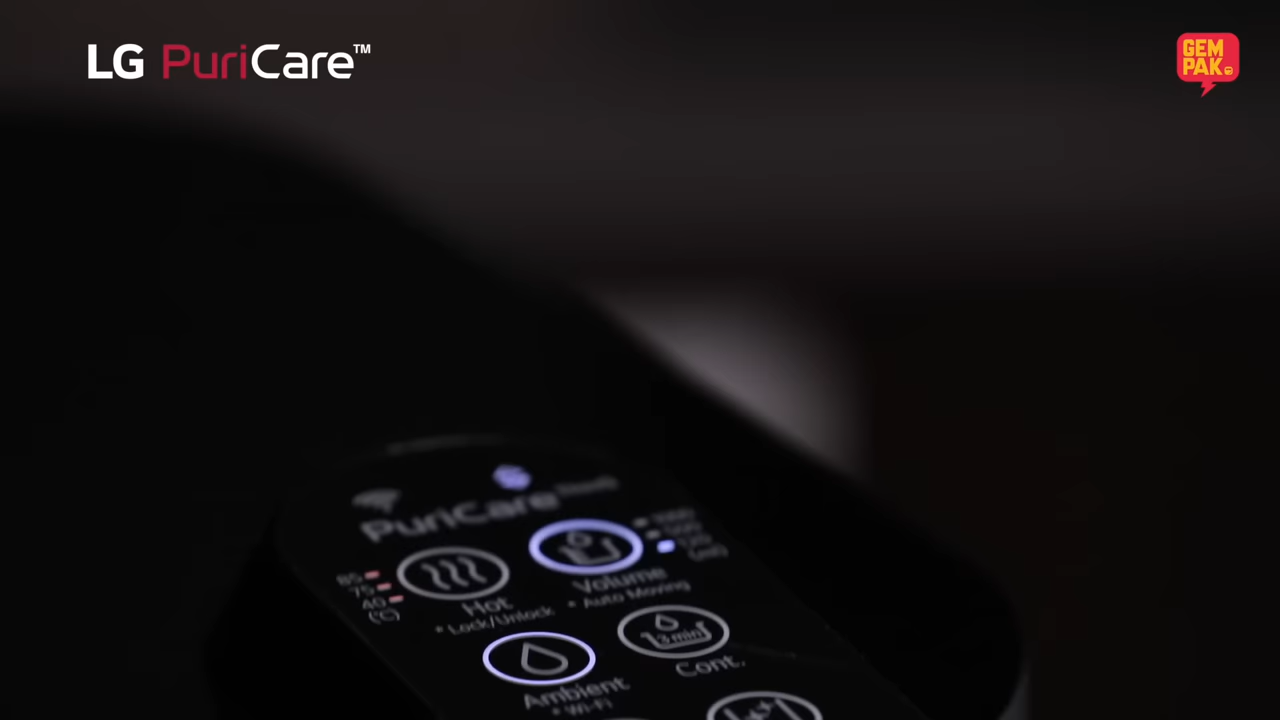 LG PuriCare™
GEM
PAK
PuriCare
85
75
40
(°C)
Hot
* Lock/Unlock
Volume
* Auto Moving
(ml)
3 min
Cont.
Ambient
* Wi-Fi